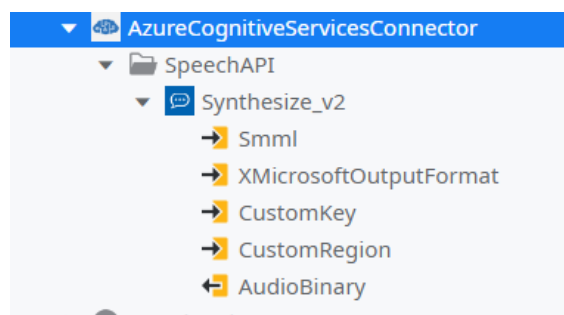 AzureCognitiveServicesConnector
SpeechAPI
Synthesize_v2
Smml
XMicrosoftOutputFormat
CustomKey
CustomRegion
AudioBinary